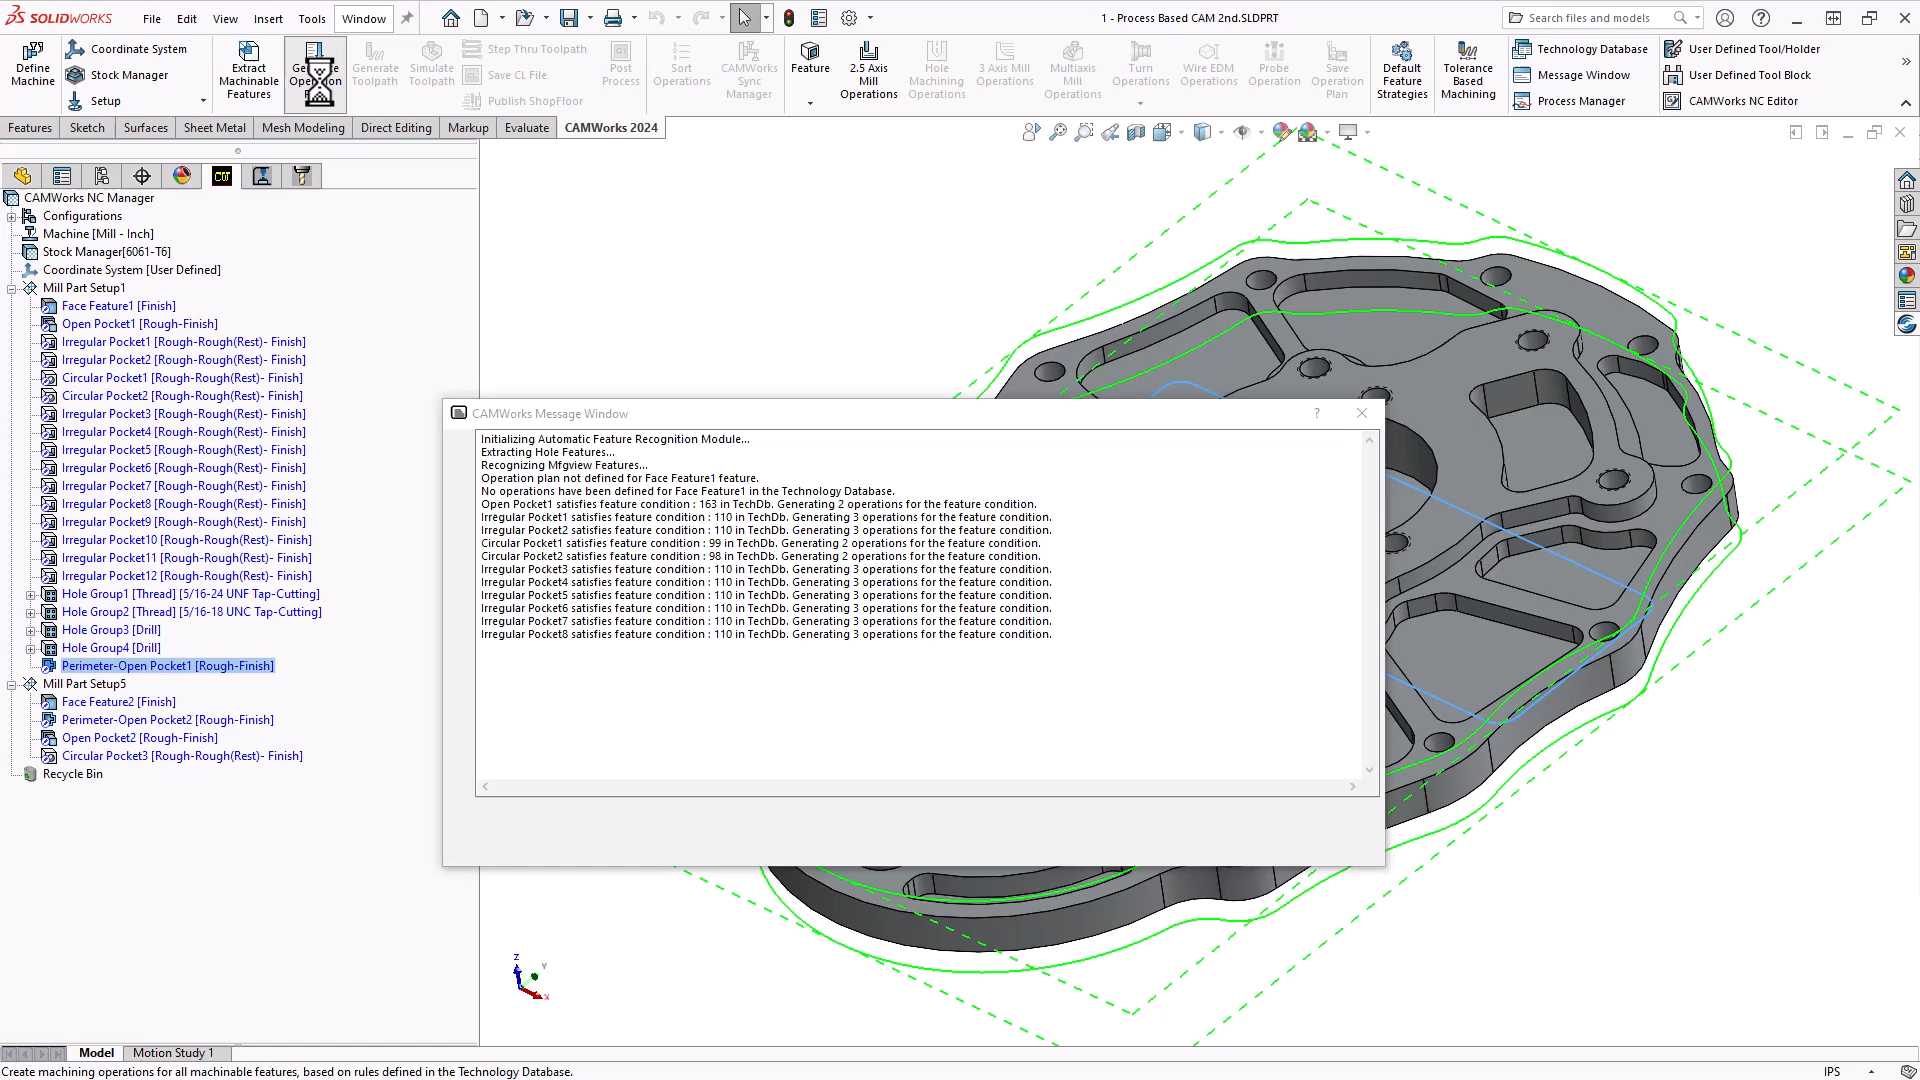 SOLIDWORKS
File
Edit
View
Insert
Tools
Window
1 - Process Based CAM 2nd.SLDPRT
Search files and models
Define Machine
Coordinate System
Stock Manager
Setup
Extract Machinable Features
Operation
Generate Toolpath
Simulate Toolpath
Step Thru Toolpath
Save CL File
Publish ShopFloor
Post Process
Sort Operations
CAMWorks Sync Manager
Feature
2.5 Axis Mill Operations
Hole Machining Operations
3 Axis Mill Operations
Multiaxis Mill Operations
Turn Operations
Wire EDM Operations
Probe Operations
Save Operation Plan
Default Feature Strategies
Tolerance Based Machining
Technology Database
Message Window
Process Manager
User Defined Tool/Holder
User Defined Tool Block
CAMWorks NC Editor
Features
Sketch
Surfaces
Sheet Metal
Mesh Modeling
Direct Editing
Markup
Evaluate
CAMWorks 2024
CAMWorks NC Manager
Configurations
Machine [Mill - Inch]
Stock Manager[6061-T6]
Coordinate System [User Defined]
Mill Part Setup1
Face Feature1 [Finish]
Open Pocket1 [Rough-Finish]
Irregular Pocket1 [Rough-Rough(Rest)- Finish]
Irregular Pocket2 [Rough-Rough(Rest)- Finish]
Circular Pocket1 [Rough-Rough(Rest)- Finish]
Circular Pocket2 [Rough-Rough(Rest)- Finish]
Irregular Pocket3 [Rough-Rough(Rest)- Finish]
Irregular Pocket4 [Rough-Rough(Rest)- Finish]
Irregular Pocket5 [Rough-Rough(Rest)- Finish]
Irregular Pocket6 [Rough-Rough(Rest)- Finish]
Irregular Pocket7 [Rough-Rough(Rest)- Finish]
Irregular Pocket8 [Rough-Rough(Rest)- Finish]
Irregular Pocket9 [Rough-Rough(Rest)- Finish]
Irregular Pocket10 [Rough-Rough(Rest)- Finish]
Irregular Pocket11 [Rough-Rough(Rest)- Finish]
Irregular Pocket12 [Rough-Rough(Rest)- Finish]
Hole Group1 [Thread] [5/16-24 UNF Tap-Cutting]
Hole Group2 [Thread] [5/16-18 UNC Tap-Cutting]
Hole Group3 [Drill]
Hole Group4 [Drill]
Perimeter-Open Pocket1 [Rough-Finish]
Mill Part Setup5
Face Feature2 [Finish]
Perimeter-Open Pocket2 [Rough-Finish]
Open Pocket2 [Rough-Finish]
Circular Pocket3 [Rough-Rough(Rest)- Finish]
Recycle Bin
CAMWorks Message Window
?
Initializing Automatic Feature Recognition Module...
Extracting Hole Features...
Recognizing Mfgview Features...
Operation plan not defined for Face Feature1 feature.
No operations have been defined for Face Feature1 in the Technology Database.
Open Pocket1 satisfies feature condition : 163 in TechDb. Generating 2 operations for the feature condition.
Irregular Pocket1 satisfies feature condition : 110 in TechDb. Generating 3 operations for the feature condition.
Irregular Pocket2 satisfies feature condition : 110 in TechDb. Generating 3 operations for the feature condition.
Circular Pocket1 satisfies feature condition : 99 in TechDb. Generating 2 operations for the feature condition.
Circular Pocket2 satisfies feature condition : 98 in TechDb. Generating 2 operations for the feature condition.
Irregular Pocket3 satisfies feature condition : 110 in TechDb. Generating 3 operations for the feature condition.
Irregular Pocket4 satisfies feature condition : 110 in TechDb. Generating 3 operations for the feature condition.
Irregular Pocket5 satisfies feature condition : 110 in TechDb. Generating 3 operations for the feature condition.
Irregular Pocket6 satisfies feature condition : 110 in TechDb. Generating 3 operations for the feature condition.
Irregular Pocket7 satisfies feature condition : 110 in TechDb. Generating 3 operations for the feature condition.
Irregular Pocket8 satisfies feature condition : 110 in TechDb. Generating 3 operations for the feature condition.
Z
Y
X
Model
Motion Study 1
Create machining operations for all machinable features, based on rules defined in the Technology Database.
IPS